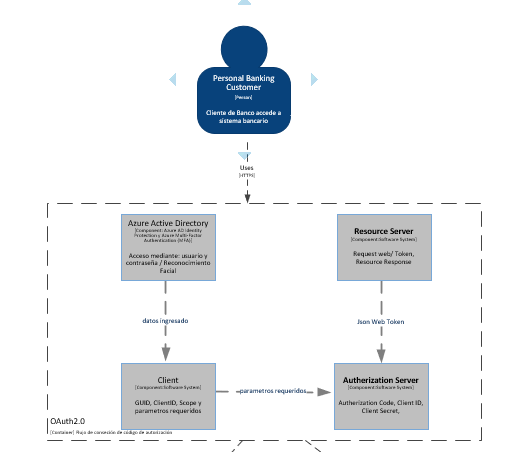 Personal Banking
Customer
[Person]
Cliente de Banco accede a
sistema bancario
Uses
[HTTPS]
Azure Active Directory
[Component: Azure AD Identity
Protection y Azure Multi-Factor
Authentication (MFA)]
Acceso mediante: usuario y
contraseña / Reconocimiento
Facial
Resource Server
[Component:Software System]
Request web/ Token,
Resource Response
datos ingresado
Json Web Token
Client
[Component:Software System]
GUID, ClientID, Scope y
parametros requeridos
parametros requeridos
Authorization Server
[Component:Software System]
Authorization Code, Client ID,
Client Secret,
OAuth2.0
[Container] Flujo de conseción de código de autorización